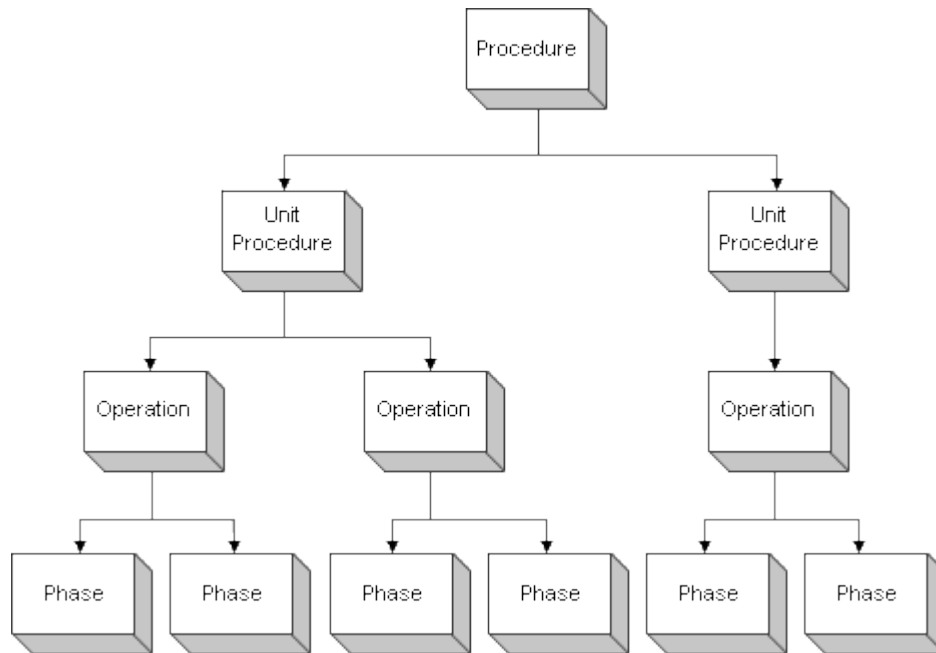 Procedure
Unit
Procedure
Unit
Procedure
Operation
Operation
Operation
Phase
Phase
Phase
Phase
Phase
Phase